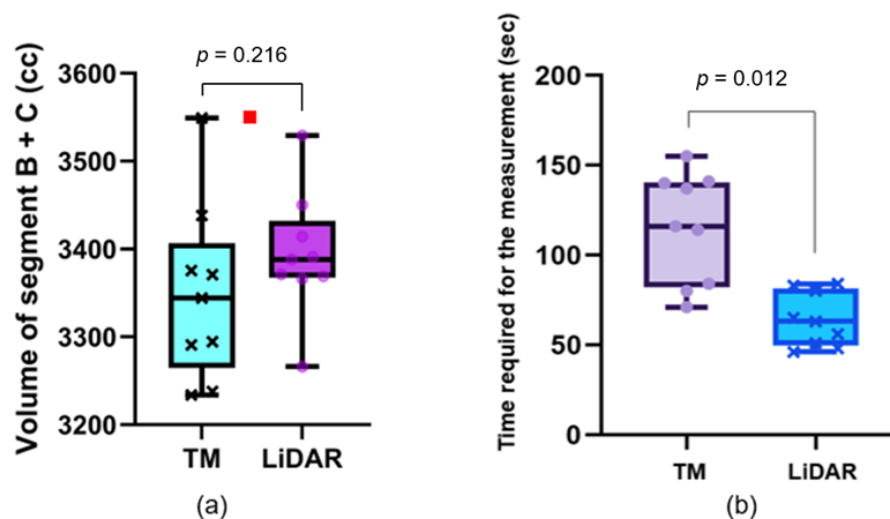 Volume of segment B + C (cc)
p = 0.216
3600
3500
3400
3300
3200
TM LiDAR
(a)
Time required for the measurement (sec)
p = 0.012
200
150
100
50
0
TM LiDAR
(b)